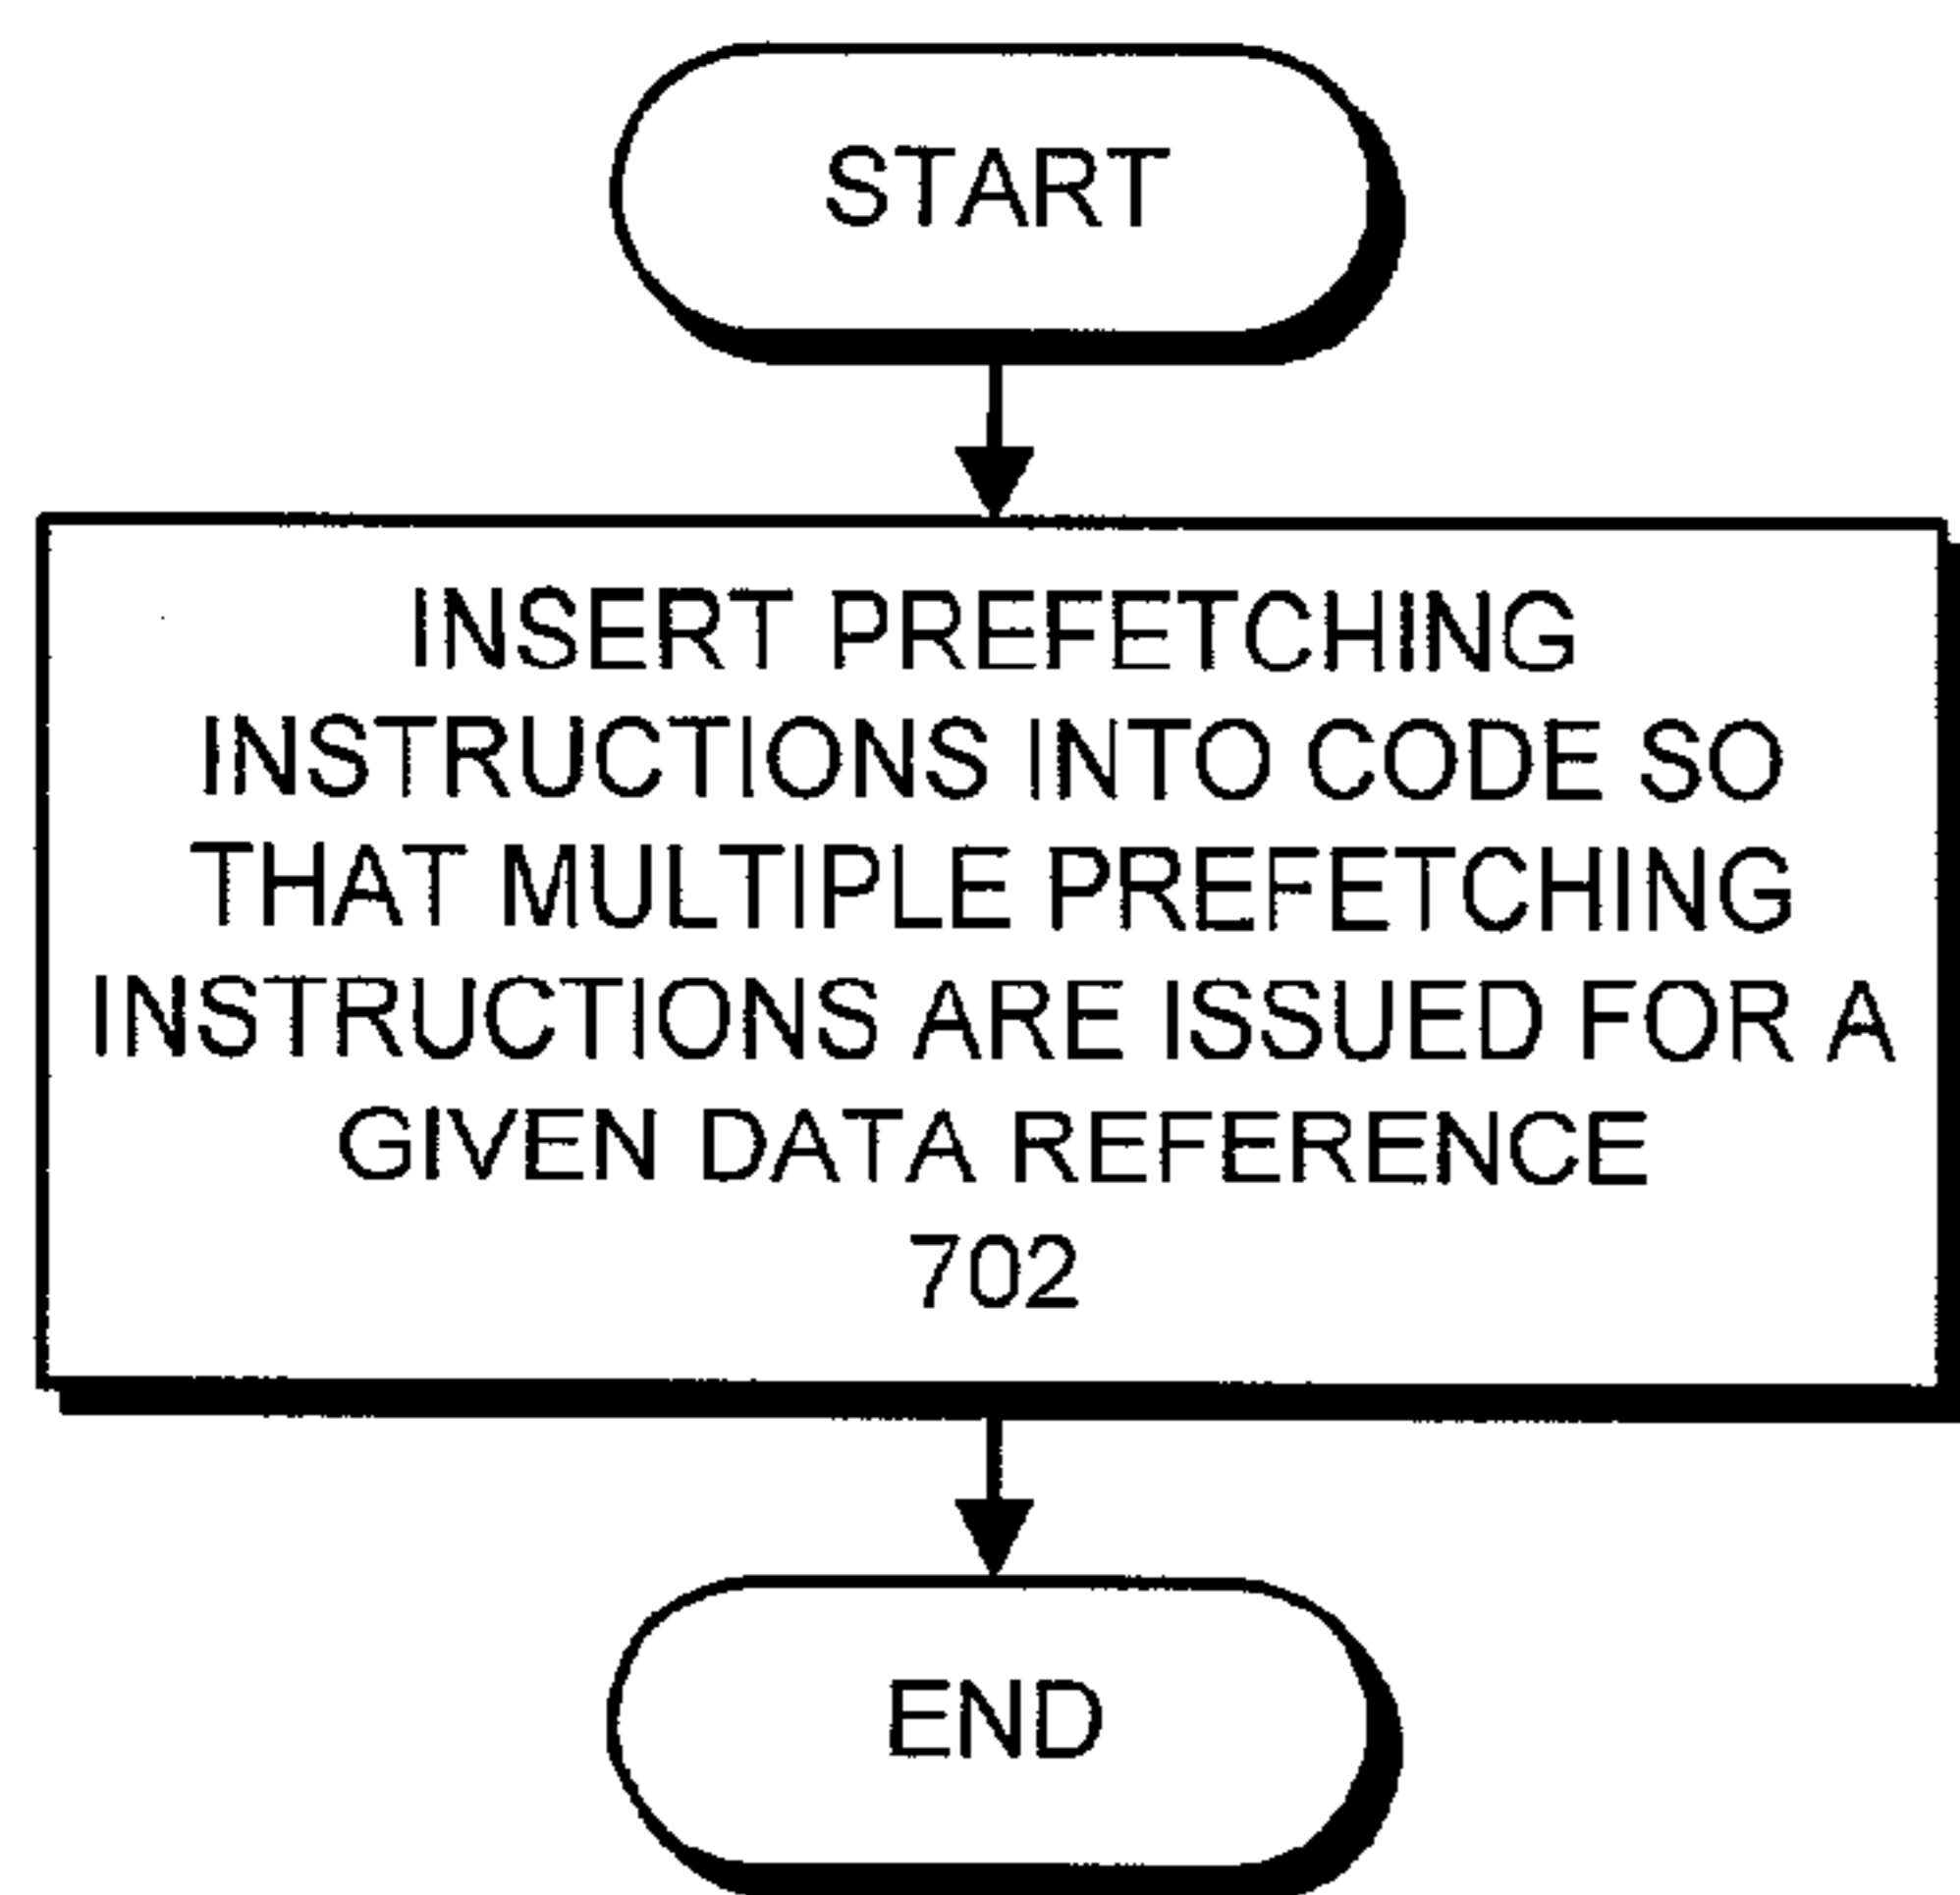 START
INSERT PREFETCHING
INSTRUCTIONS INTO CODE SO
THAT MULTIPLE PREFETCHING
INSTRUCTIONS ARE ISSUED FOR A
GIVEN DATA REFERENCE
702
END